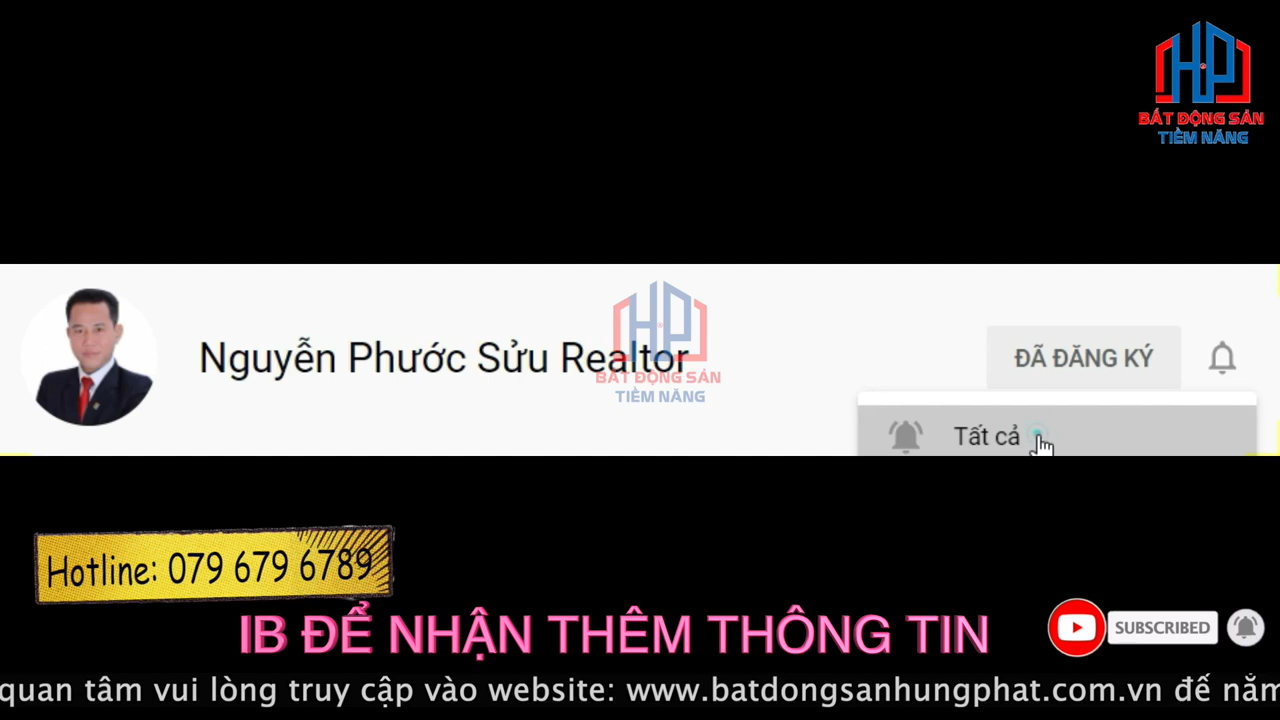 BẤT ĐỘNG SẢN
TIỀM NĂNG
Nguyễn Phước Sửu Realtor
BẤT ĐỘNG SẢN
TIỀM NĂNG
ĐÃ ĐĂNG KÝ
Tất cả
Hotline: 079 679 6789
IB ĐỂ NHẬN THÊM THÔNG TIN
SUBSCRIBED
quan tâm vui lòng truy cập vào website: www.batdongsanhungphat.com.vn để nắm